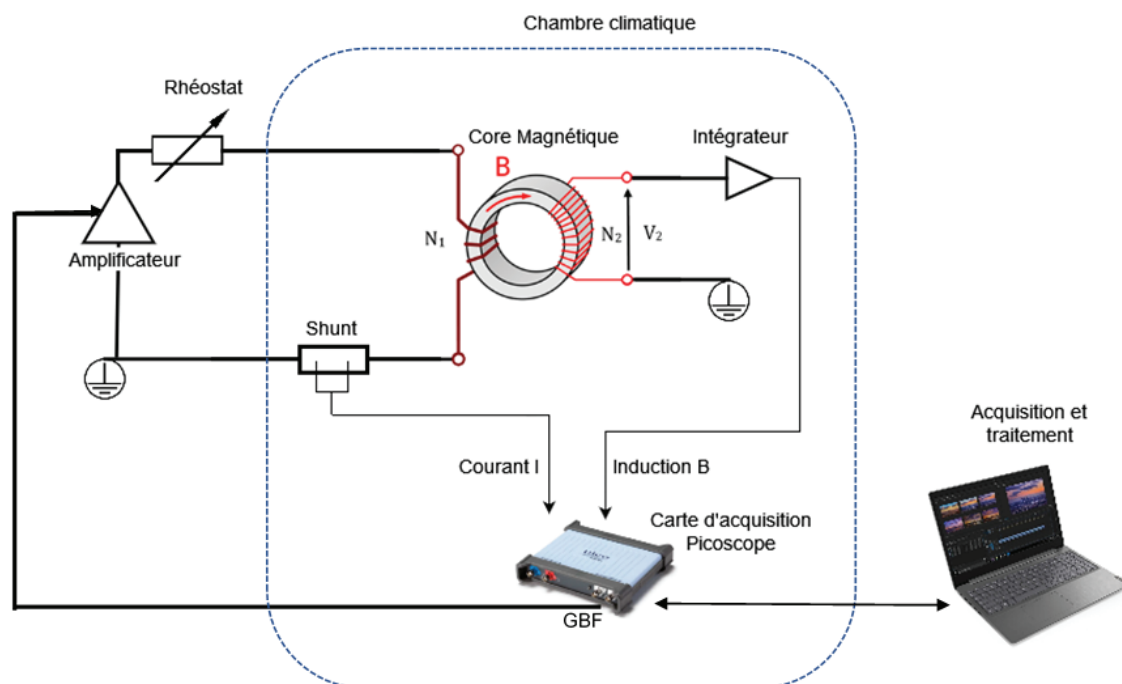 Chambre climatique
Rhéostat
Core Magnétique
Intégrateur
B
N₁
N₂
V₂
Amplificateur
Shunt
Acquisition et
traitement
Courant I
Induction B
Carte d'acquisition
Picoscope
GBF